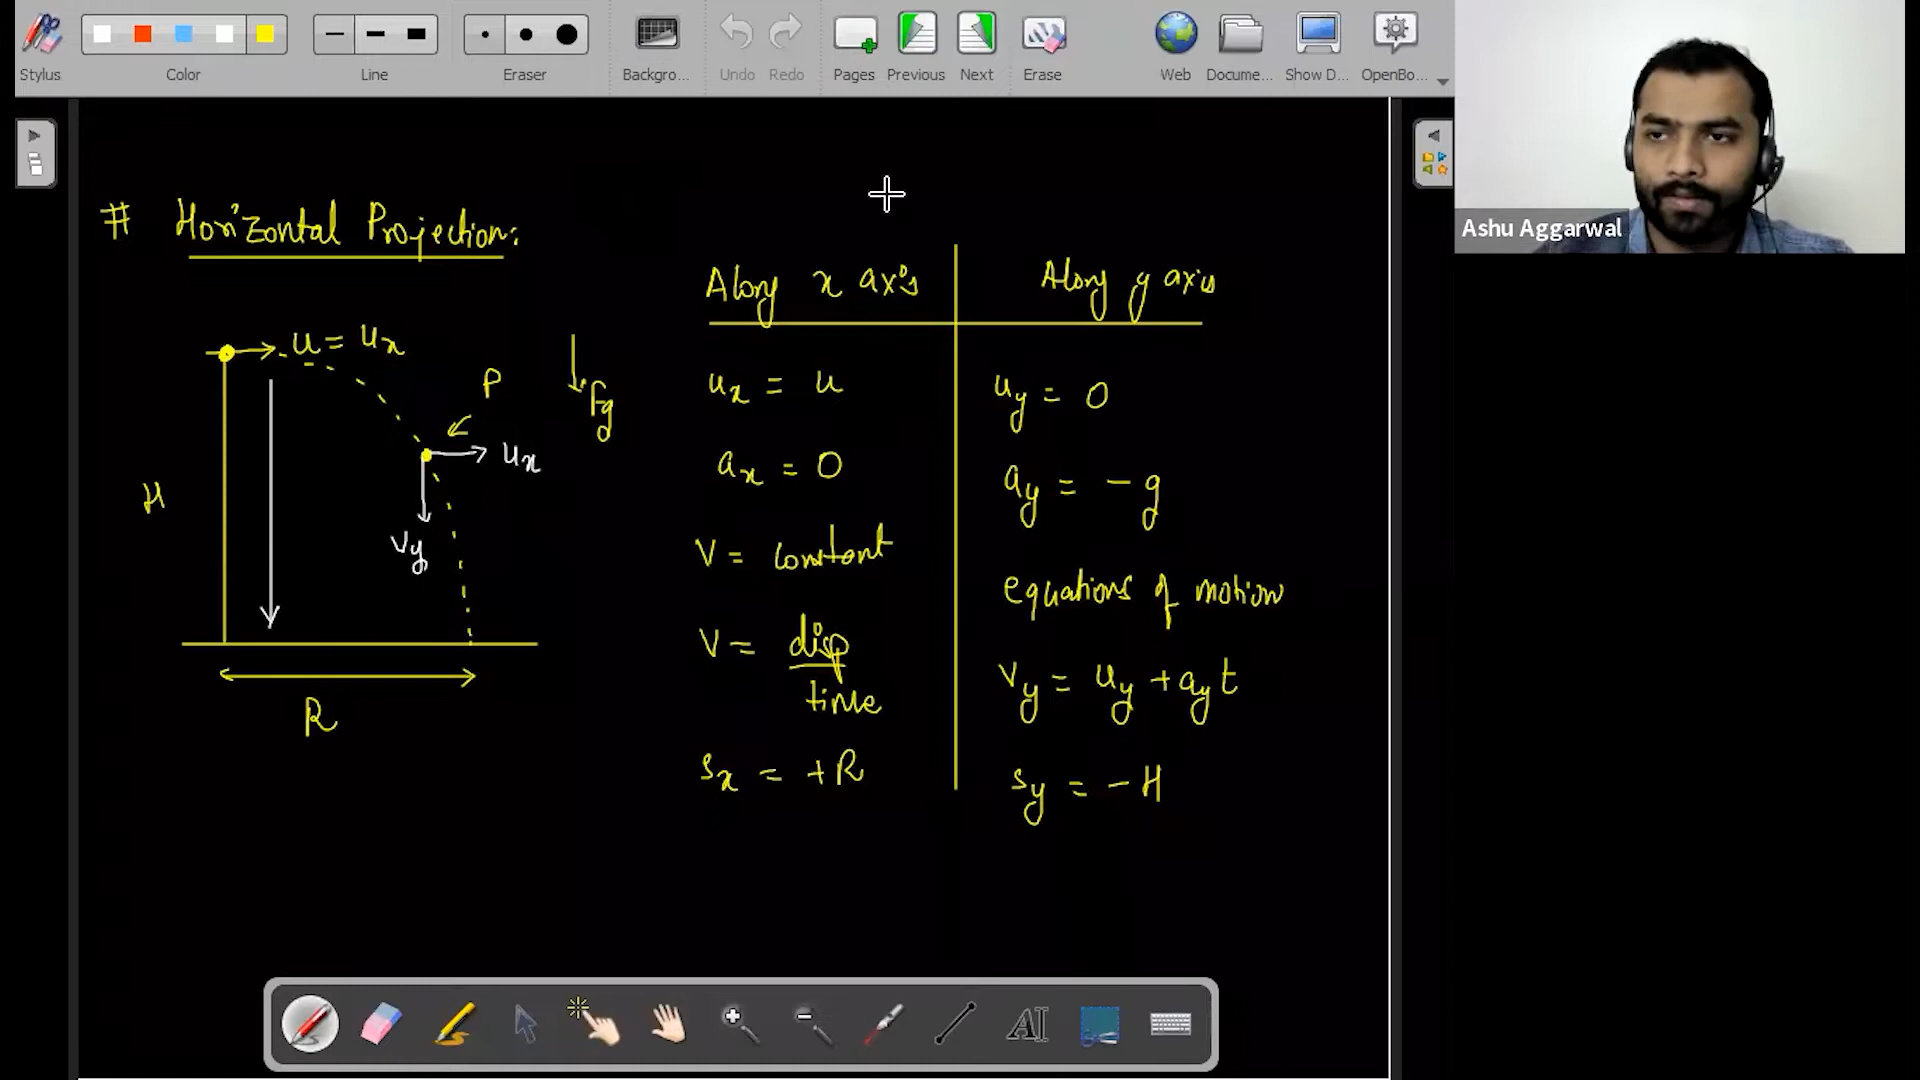 Stylus
Color
Line
Eraser
Backgro...
Undo
Redo
Pages
Previous
Next
Erase
Web
Docume...
Show D...
OpenBo...
Ashu Aggarwal
# Horizontal Projection:
u = ux
P
Fg
ux
vy
H
R
Along x axis
ux = u
ax = 0
V = constant
V = disp
time
sx = +R
Along y axis
uy = 0
ay = -g
equations of motion
vy = uy + ayt
sy = -H
AI